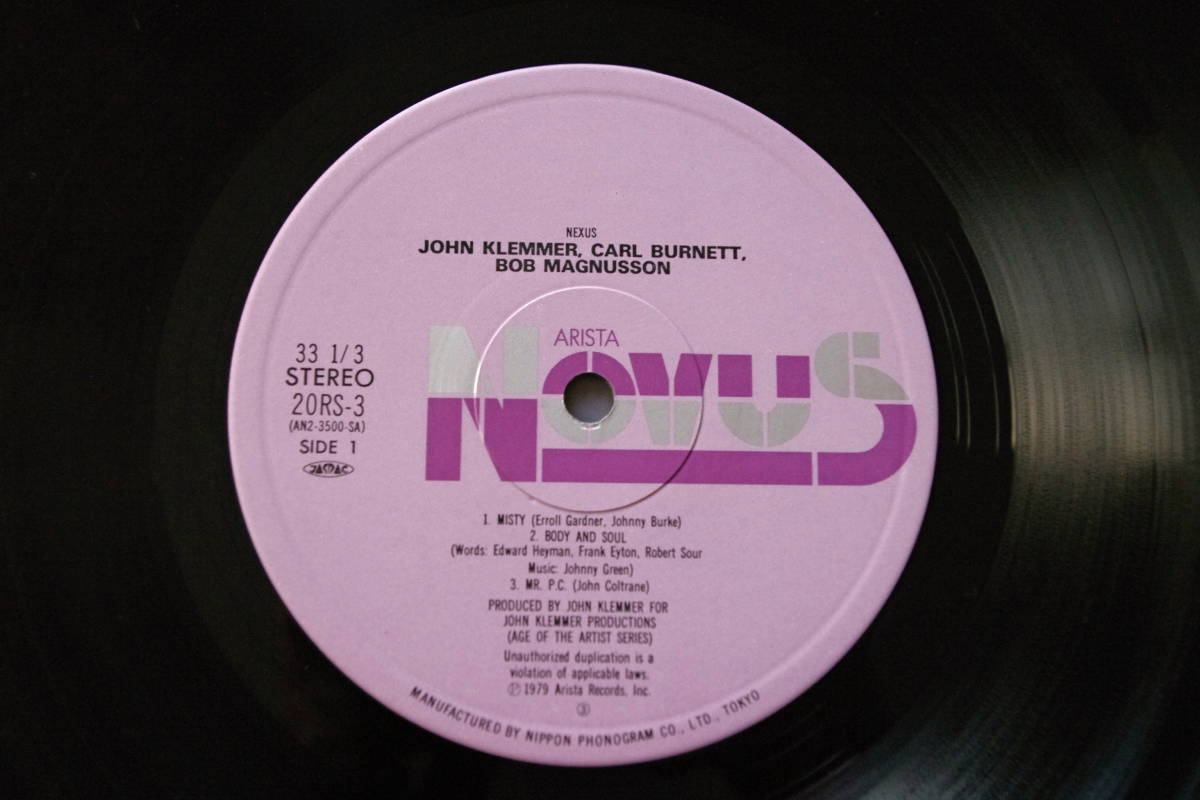 NEXUS
JOHN KLEMMER, CARL BURNETT,
BOB MAGNUSSON
ARISTA
NOVUS
33 1/3
STEREO
20RS-3
(AN2-3500-SA)
SIDE 1
JASRAC
1. MISTY (Erroll Gardner, Johnny Burke)
2. BODY AND SOUL
(Words: Edward Heyman, Frank Eyton, Robert Sour
Music: Johnny Green)
3. MR. P.C. (John Coltrane)
PRODUCED BY JOHN KLEMMER FOR
JOHN KLEMMER PRODUCTIONS
(AGE OF THE ARTIST SERIES)
Unauthorized duplication is a
violation of applicable laws.
Ⓟ1979 Arista Records, Inc.
③
MANUFACTURED BY NIPPON PHONOGRAM CO., LTD., TOKYO